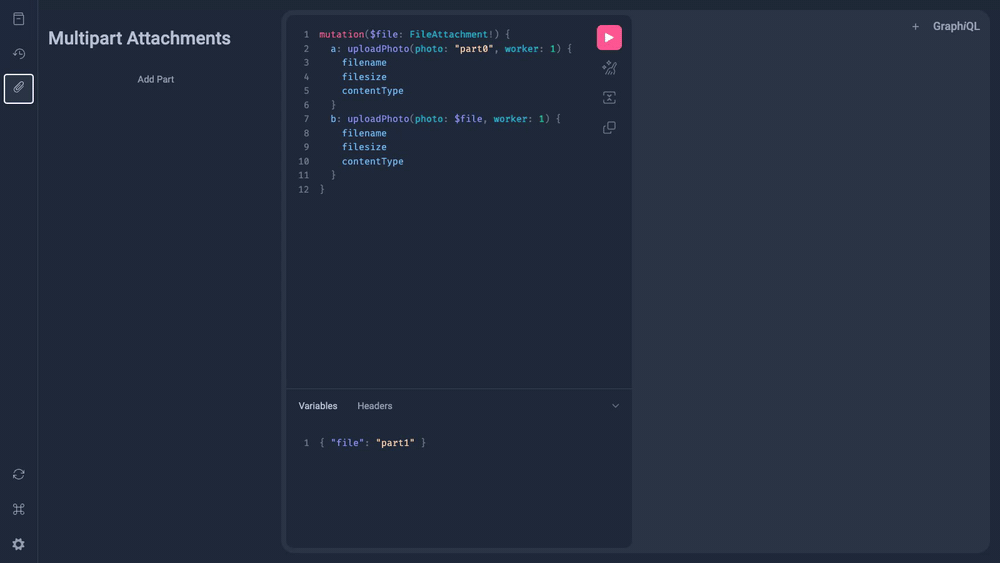 Multipart Attachments
Add Part
1 mutation($file: FileAttachment!) {
2 a: uploadPhoto(photo: "part0", worker: 1) {
3 filename
4 filesize
5 contentType
6 }
7 b: uploadPhoto(photo: $file, worker: 1) {
8 filename
9 filesize
10 contentType
11 }
12 }
+ GraphiQL
Variables Headers
1 { "file": "part1" }